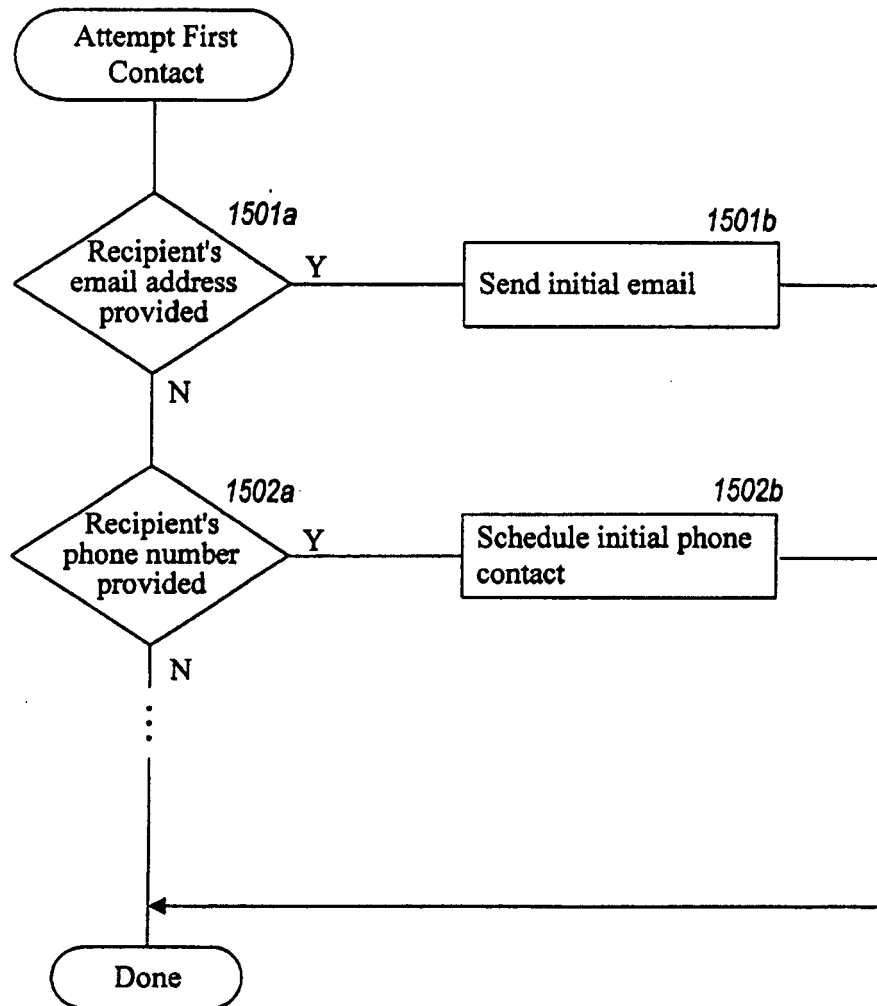 Attempt First
Contact
1501a
Recipient's
email address
provided
Y
1501b
Send initial email
N
1502a
Recipient's
phone number
provided
Y
1502b
Schedule initial phone
contact
N
Done